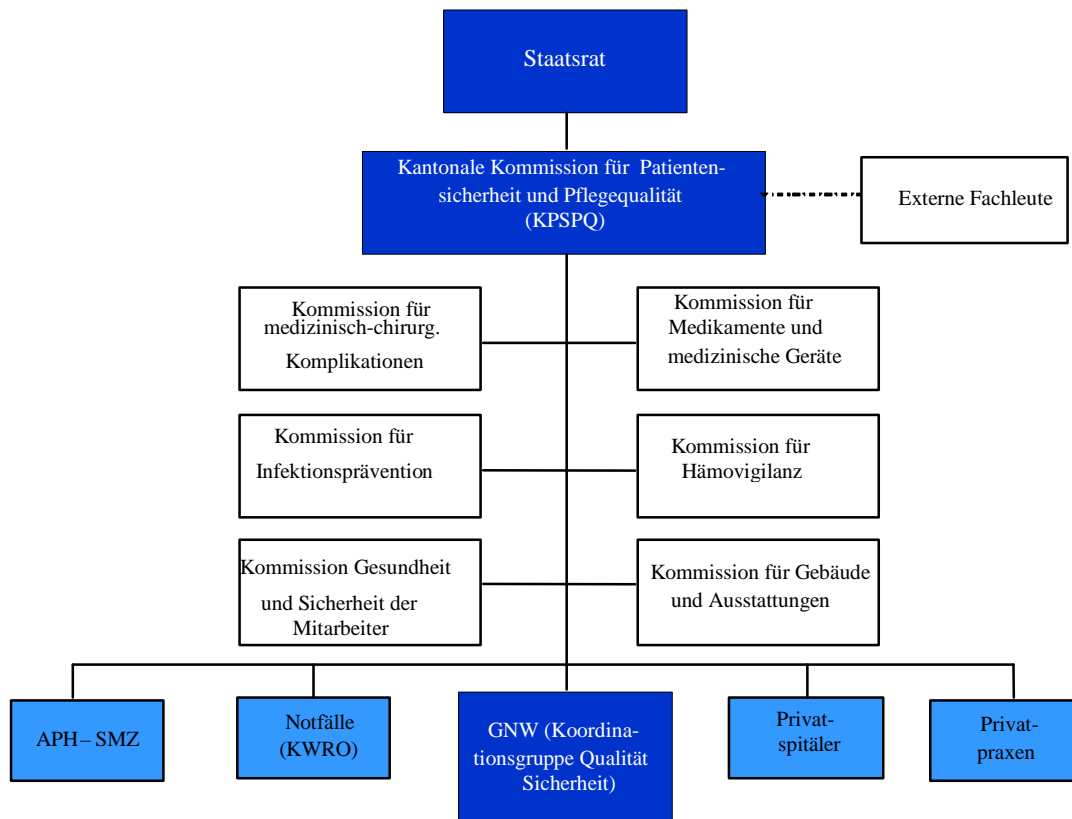 Staatsrat
Kantonale Kommission für Patienten-
sicherheit und Pflegequalität
(KPSPQ)
Externe Fachleute
Kommission für
medizinisch-chirurg.
Komplikationen
Kommission für
Medikamente und
medizinische Geräte
Kommission für
Infektionsprävention
Kommission für
Hämovigilanz
Kommission Gesundheit
und Sicherheit der
Mitarbeiter
Kommission für Gebäude
und Ausstattungen
APH – SMZ
Notfälle
(KWRO)
GNW (Koordina-
tionsgruppe Qualität
Sicherheit)
Privat-
spitäler
Privat-
praxen